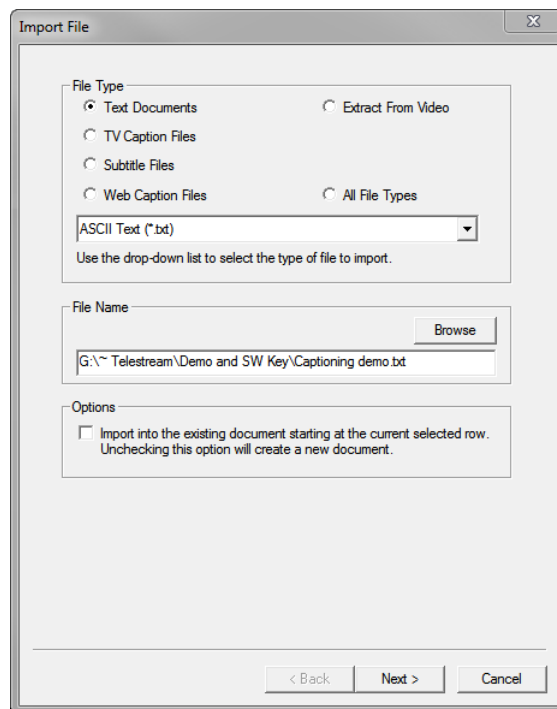 Import File
File Type
Text Documents
Extract From Video
TV Caption Files
Subtitle Files
Web Caption Files
All File Types
ASCII Text (*.txt)
Use the drop-down list to select the type of file to import.
File Name
Browse
G:\~ Telestream\Demo and SW Key\Captioning demo.txt
Options
Import into the existing document starting at the current selected row.
Unchecking this option will create a new document.
< Back
Next >
Cancel